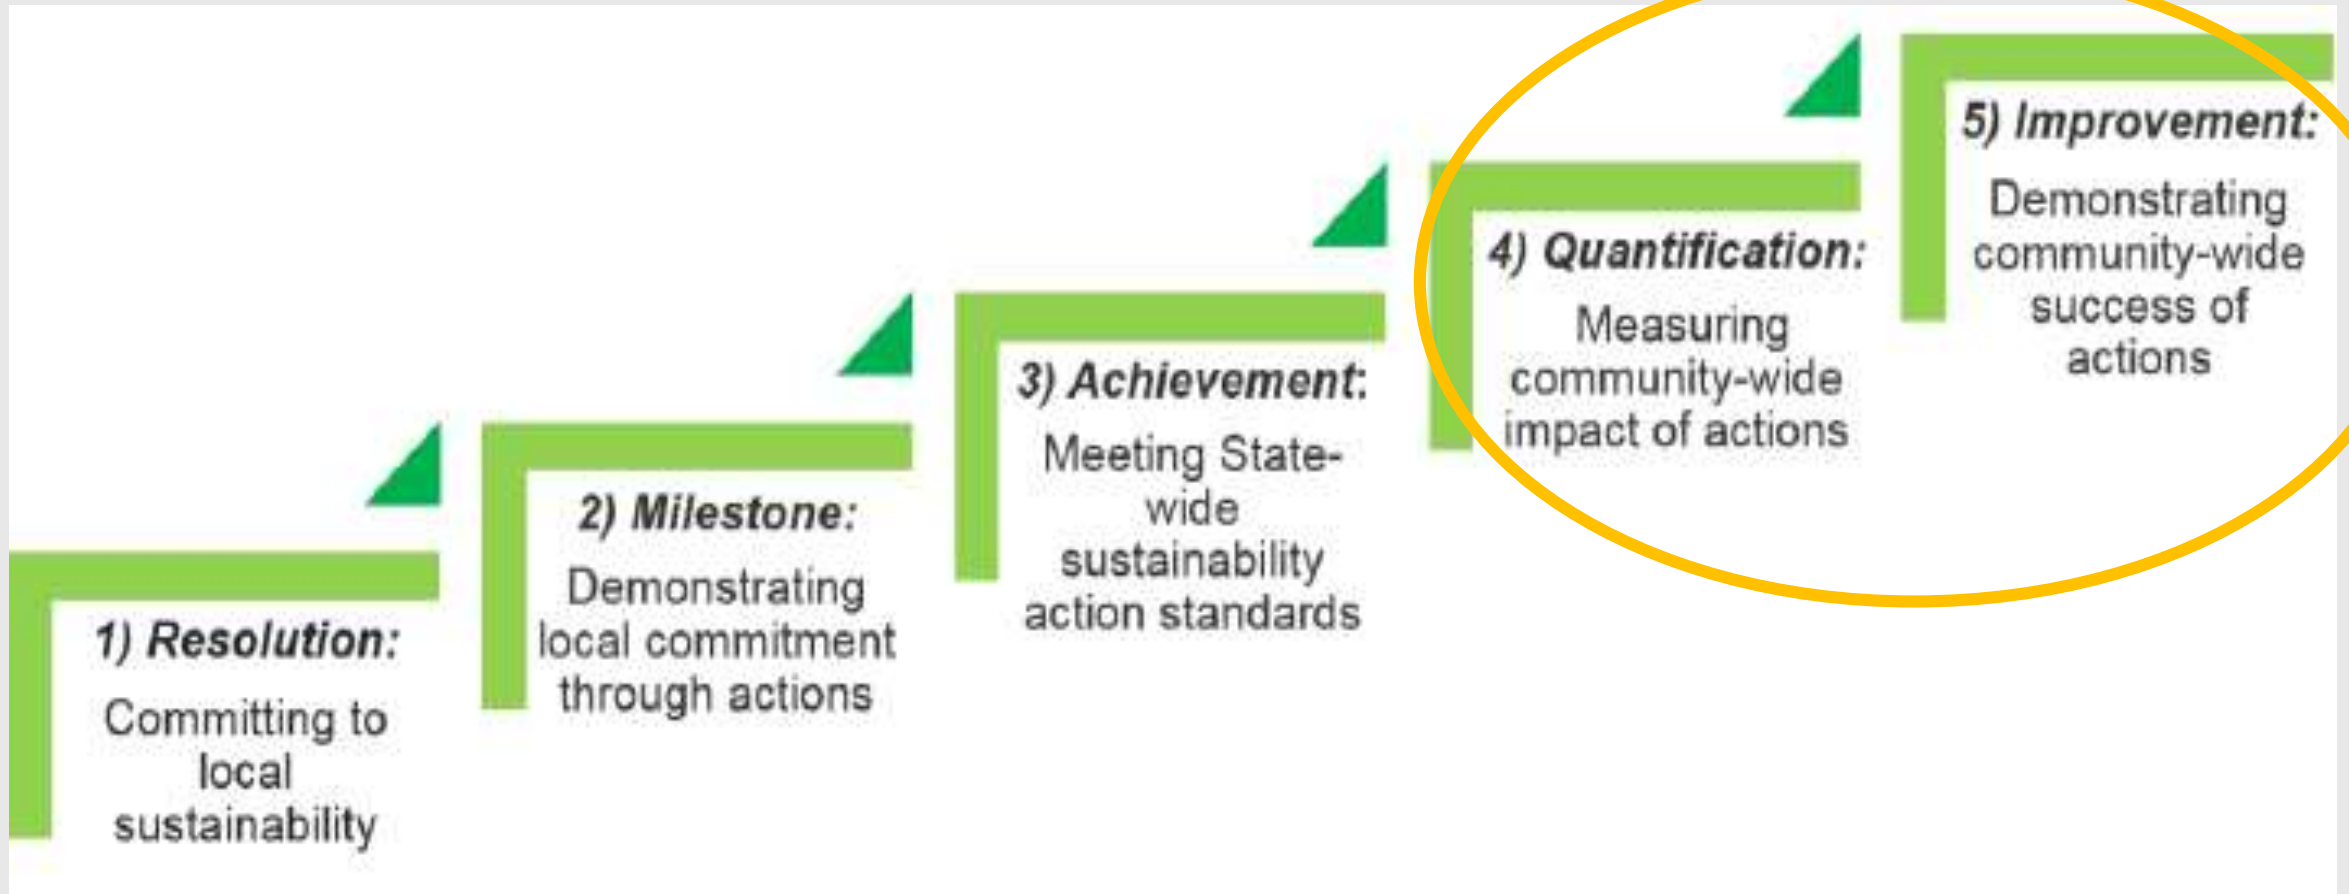 1) Resolution:
Committing to
local
sustainability
2) Milestone:
Demonstrating
local commitment
through actions
3) Achievement:
Meeting State-
wide
sustainability
action standards
4) Quantification:
Measuring
community-wide
impact of actions
5) Improvement:
Demonstrating
community-wide
success of
actions